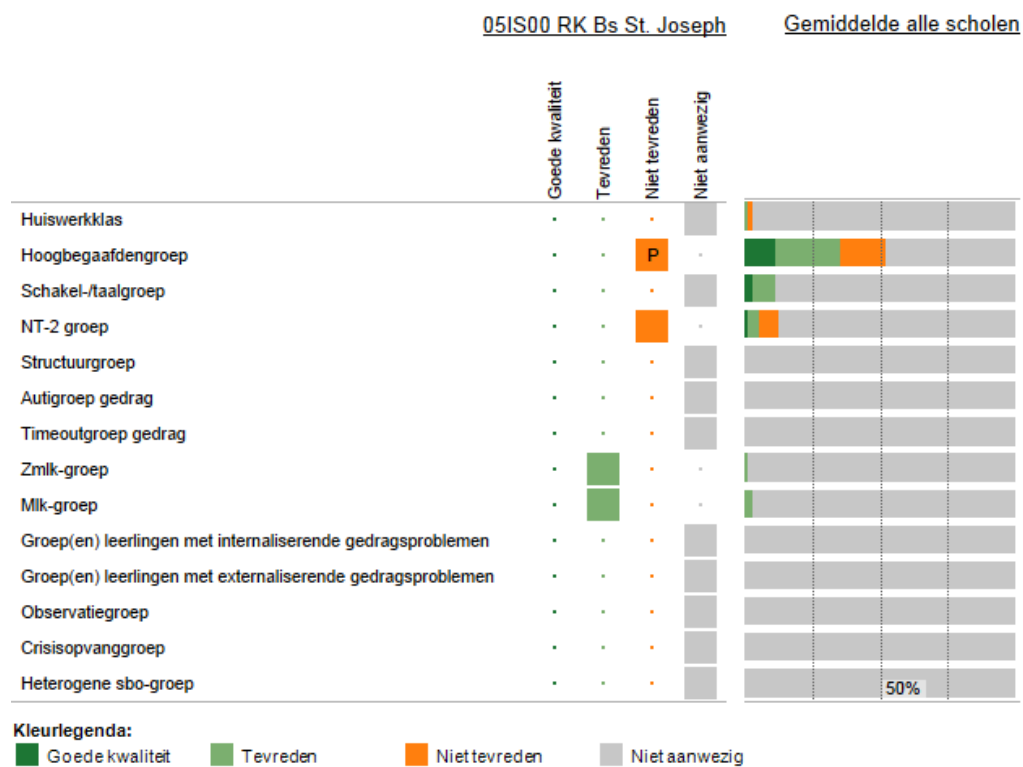 05IS00 RK Bs St. Joseph
Gemiddelde alle scholen
Goede kwaliteit
Tevreden
Niet tevreden
Niet aanwezig
Huiswerkklas
Hoogbegaafdengroep
P
Schakel-/taalgroep
NT-2 groep
Structuurgroep
Autigroep gedrag
Timeoutgroep gedrag
Zmlk-groep
Mlk-groep
Groep(en) leerlingen met internaliserende gedragsproblemen
Groep(en) leerlingen met externaliserende gedragsproblemen
Observatiegroep
Crisisopvanggroep
Heterogene sbo-groep
50%
Kleurlegenda:
Goede kwaliteit
Tevreden
Niet tevreden
Niet aanwezig